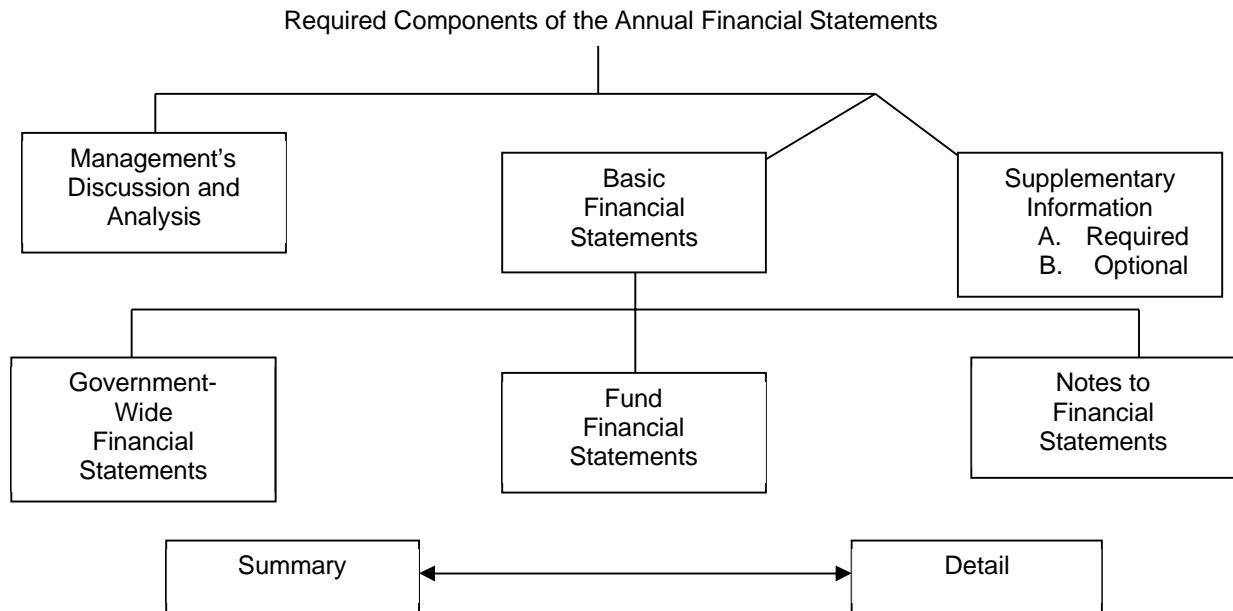 Required Components of the Annual Financial Statements
Management's
Discussion and
Analysis
Basic
Financial
Statements
Supplementary
Information
A. Required
B. Optional
Government-
Wide
Financial
Statements
Fund
Financial
Statements
Notes to
Financial
Statements
Summary
Detail